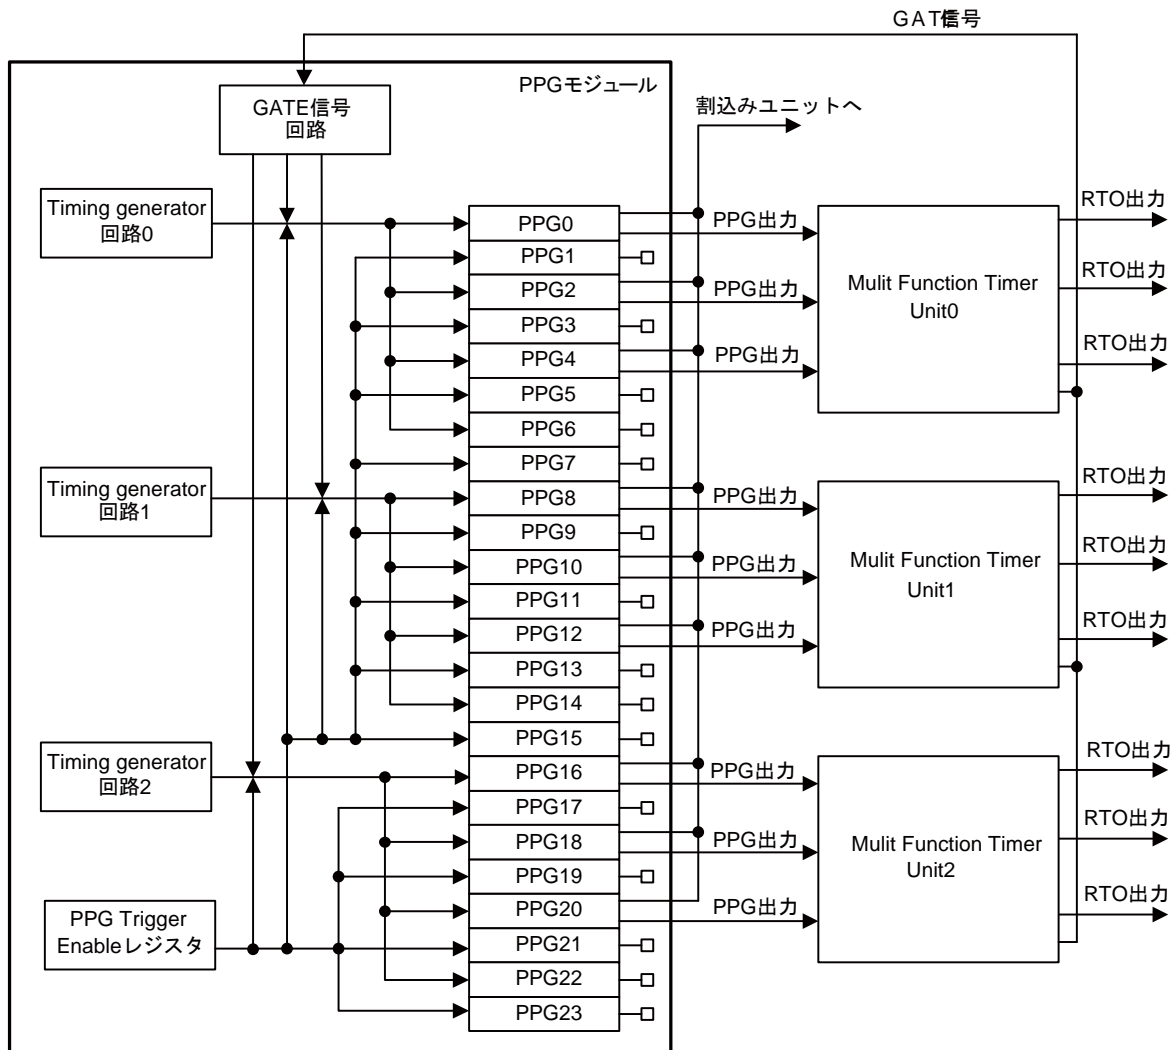 GAT信号
PPGモジュール
GATE信号
回路
割込みユニットへ
Timing generator
回路0
Timing generator
回路1
Timing generator
回路2
PPG Trigger
Enableレジスタ
PPG0
PPG1
PPG2
PPG3
PPG4
PPG5
PPG6
PPG7
PPG8
PPG9
PPG10
PPG11
PPG12
PPG13
PPG14
PPG15
PPG16
PPG17
PPG18
PPG19
PPG20
PPG21
PPG22
PPG23
PPG出力
PPG出力
PPG出力
PPG出力
PPG出力
PPG出力
PPG出力
PPG出力
PPG出力
Mulit Function Timer
Unit0
Mulit Function Timer
Unit1
Mulit Function Timer
Unit2
RTO出力
RTO出力
RTO出力
RTO出力
RTO出力
RTO出力
RTO出力
RTO出力
RTO出力